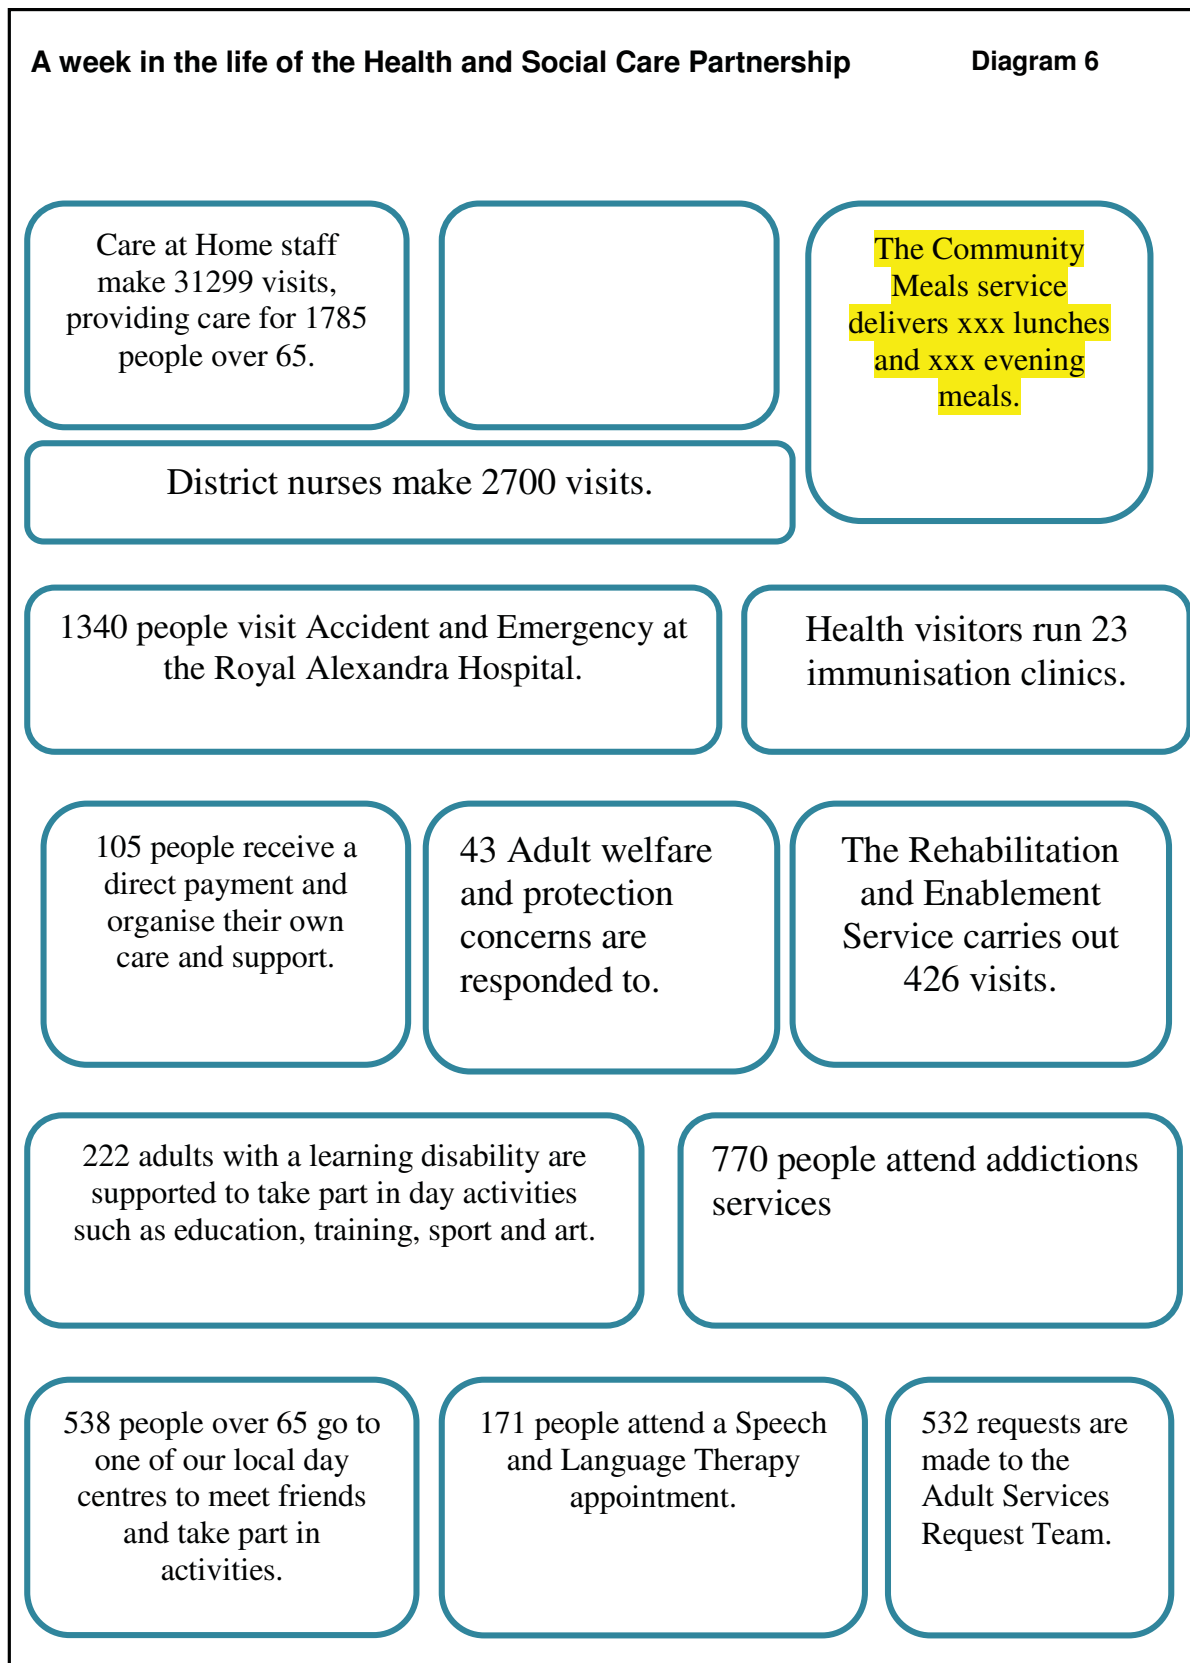 A week in the life of the Health and Social Care Partnership Diagram 6
Care at Home staff
make 31299 visits,
providing care for 1785
people over 65.
The Community
Meals service
delivers xxx lunches
and xxx evening
meals.
District nurses make 2700 visits.
1340 people visit Accident and Emergency at
the Royal Alexandra Hospital.
Health visitors run 23
immunisation clinics.
105 people receive a
direct payment and
organise their own
care and support.
43 Adult welfare
and protection
concerns are
responded to.
The Rehabilitation
and Enablement
Service carries out
426 visits.
222 adults with a learning disability are
supported to take part in day activities
such as education, training, sport and art.
770 people attend addictions
services
538 people over 65 go to
one of our local day
centres to meet friends
and take part in
activities.
171 people attend a Speech
and Language Therapy
appointment.
532 requests are
made to the
Adult Services
Request Team.